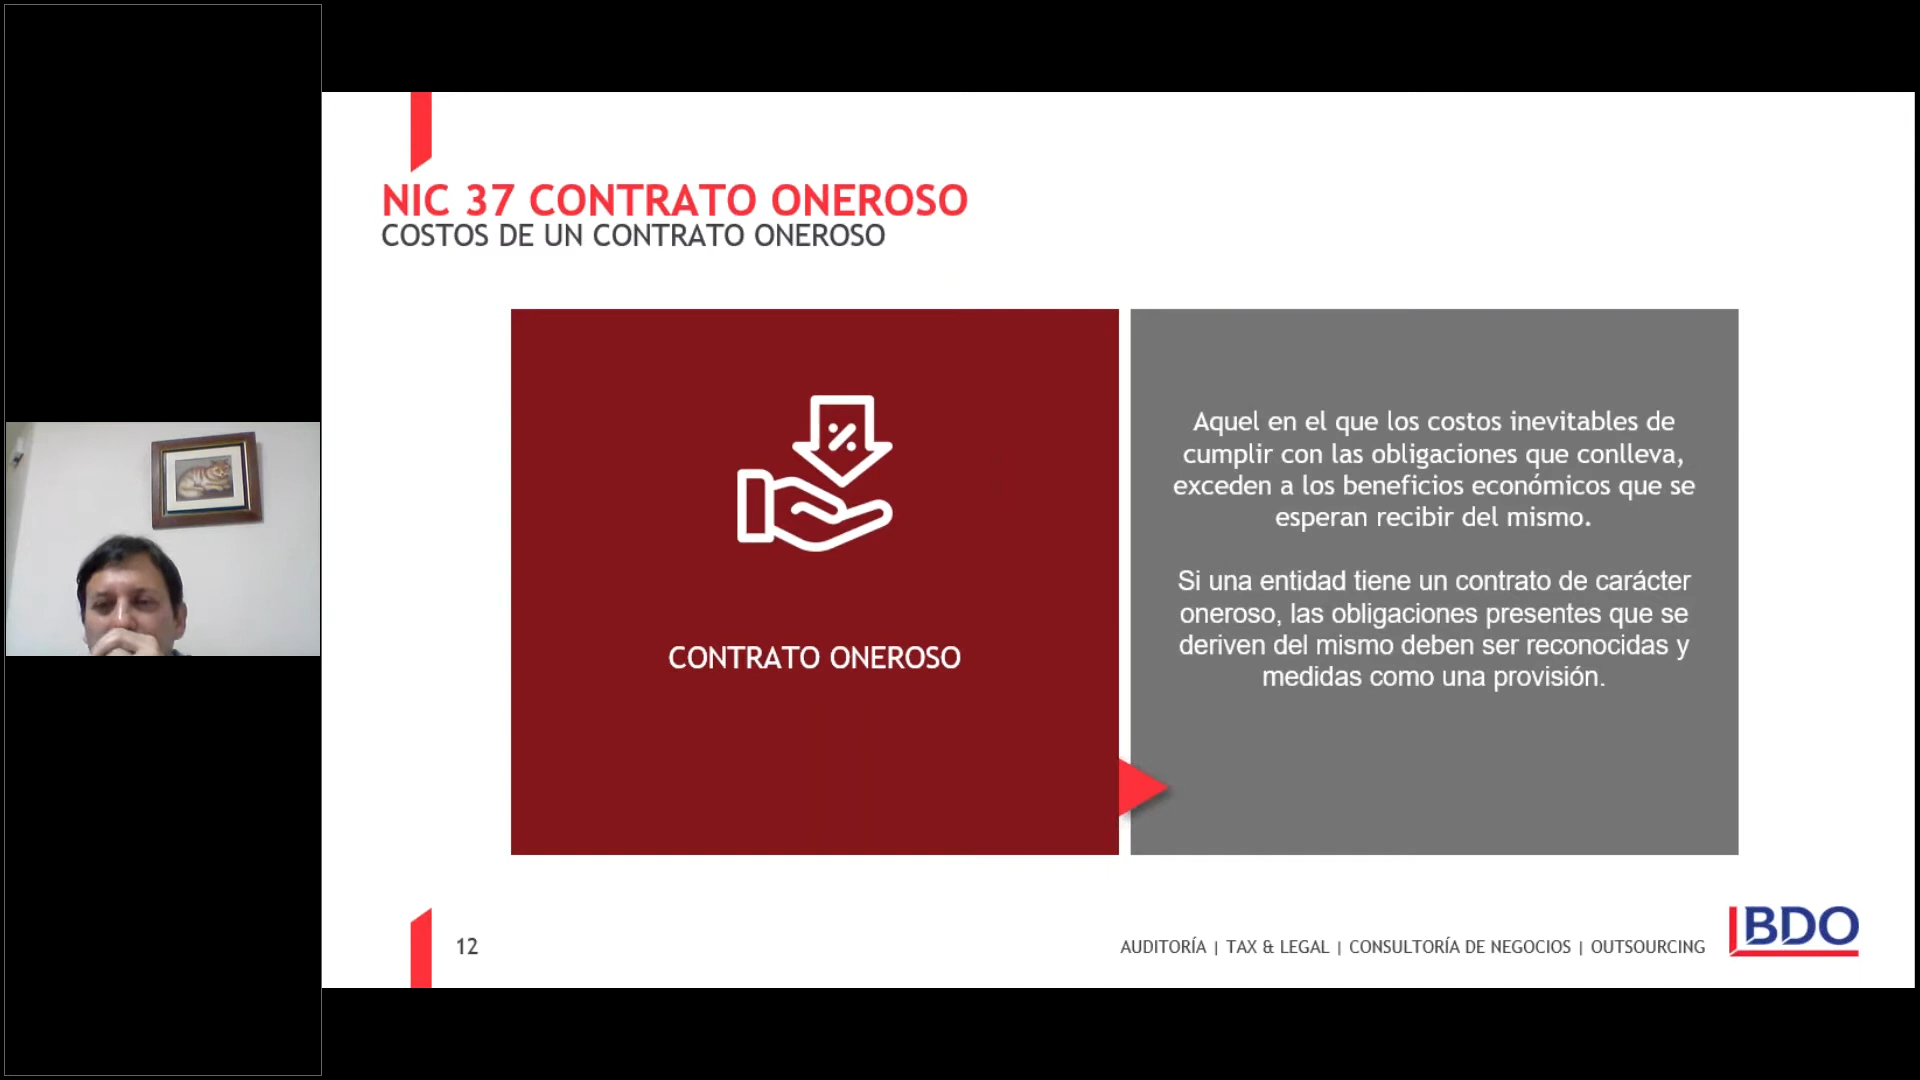 NIC 37 CONTRATO ONEROSO
COSTOS DE UN CONTRATO ONEROSO
%
CONTRATO ONEROSO
Aquel en el que los costos inevitables de
cumplir con las obligaciones que conlleva,
exceden a los beneficios económicos que se
esperan recibir del mismo.
Si una entidad tiene un contrato de carácter
oneroso, las obligaciones presentes que se
deriven del mismo deben ser reconocidas y
medidas como una provisión.
12
AUDITORÍA | TAX & LEGAL | CONSULTORÍA DE NEGOCIOS | OUTSOURCING
BDO